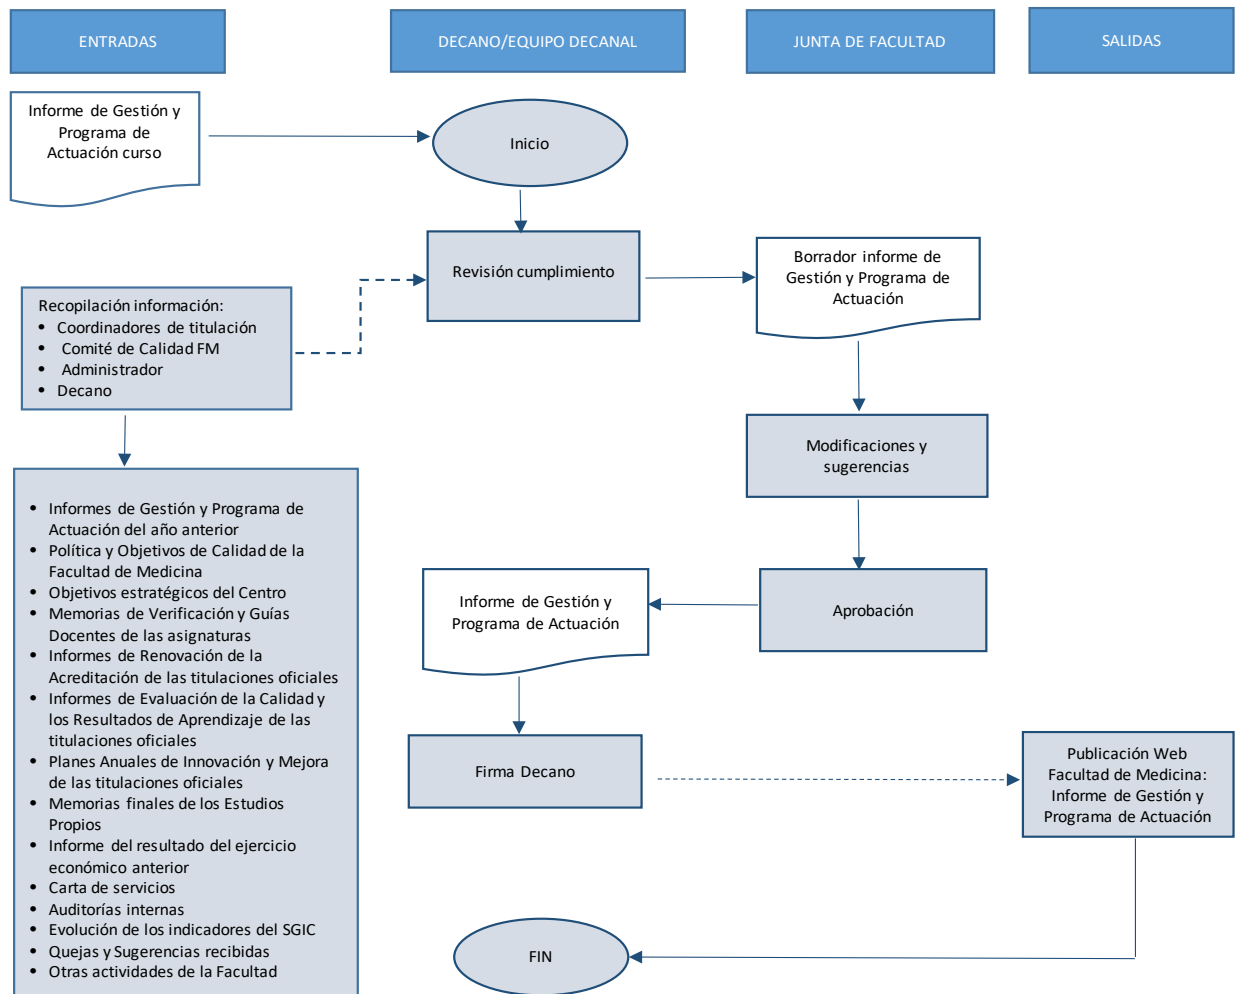 ENTRADAS
DECANO/EQUIPO DECANAL
JUNTA DE FACULTAD
SALIDAS
Informe de Gestión y
Programa de
Actuación curso
Inicio
Revisión cumplimiento
Borrador informe de
Gestión y Programa de
Actuación
Recopilación información:
• Coordinadores de titulación
• Comité de Calidad FM
• Administrador
• Decano
Modificaciones y
sugerencias
• Informes de Gestión y Programa de
Actuación del año anterior
• Política y Objetivos de Calidad de la
Facultad de Medicina
• Objetivos estratégicos del Centro
• Memorias de Verificación y Guías
Docentes de las asignaturas
• Informes de Renovación de la
Acreditación de las titulaciones oficiales
• Informes de Evaluación de la Calidad y
los Resultados de Aprendizaje de las
titulaciones oficiales
• Planes Anuales de Innovación y Mejora
de las titulaciones oficiales
• Memorias finales de los Estudios
Propios
• Informe del resultado del ejercicio
económico anterior
• Carta de servicios
• Auditorías internas
• Evolución de los indicadores del SGIC
• Quejas y Sugerencias recibidas
• Otras actividades de la Facultad
Informe de Gestión y
Programa de Actuación
Aprobación
Firma Decano
Publicación Web
Facultad de Medicina:
Informe de Gestión y
Programa de Actuación
FIN